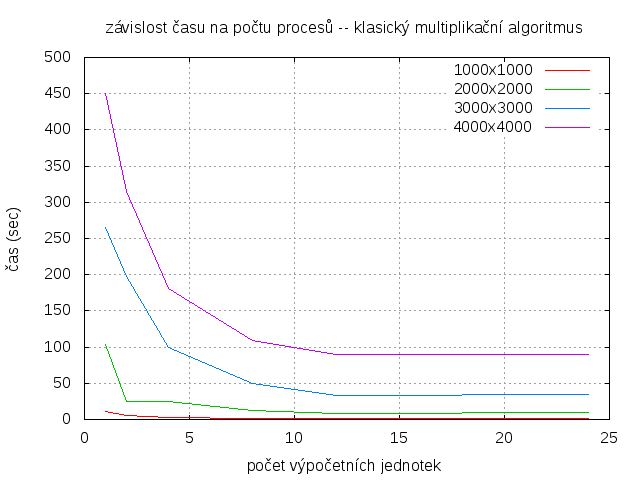 závislost času na počtu procesů -- klasický multiplikační algoritmus
500
450
400
350
300
250
200
150
100
50
0
čas (sec)
1000x1000
2000x2000
3000x3000
4000x4000
0 5 10 15 20 25
počet výpočetních jednotek